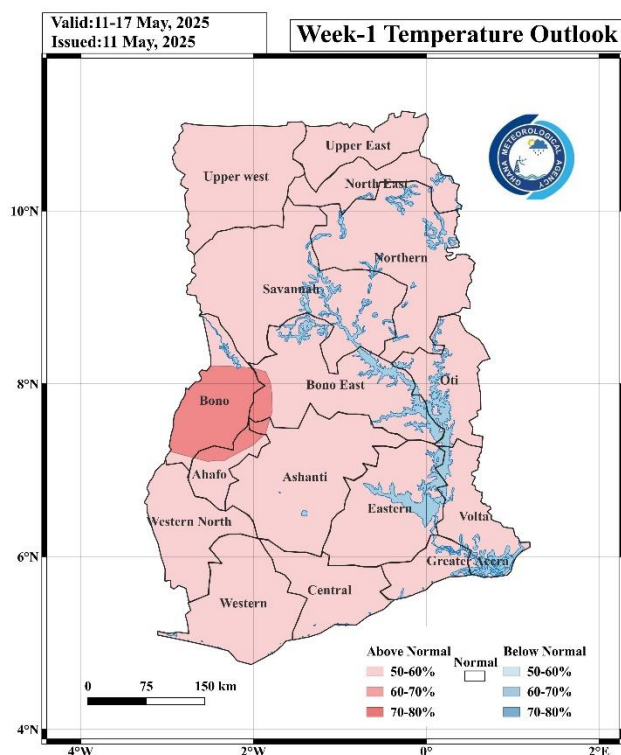 Valid:11-17 May, 2025
Issued:11 May, 2025
Week-1 Temperature Outlook
GHANA METEOROLOGICAL AGENCY
Upper East
Upper west
North East
10°N
Northern
Savannah
8°N
Bono
Bono East
Oti
Ahafo
Ashanti
Western North
Eastern
Volta
6°N
Greater Accra
Central
Western
Above Normal Normal Below Normal
50-60% 50-60%
60-70% 60-70%
70-80% 70-80%
0 75 150 km
4°N
4°W 2°W 0° 2°E